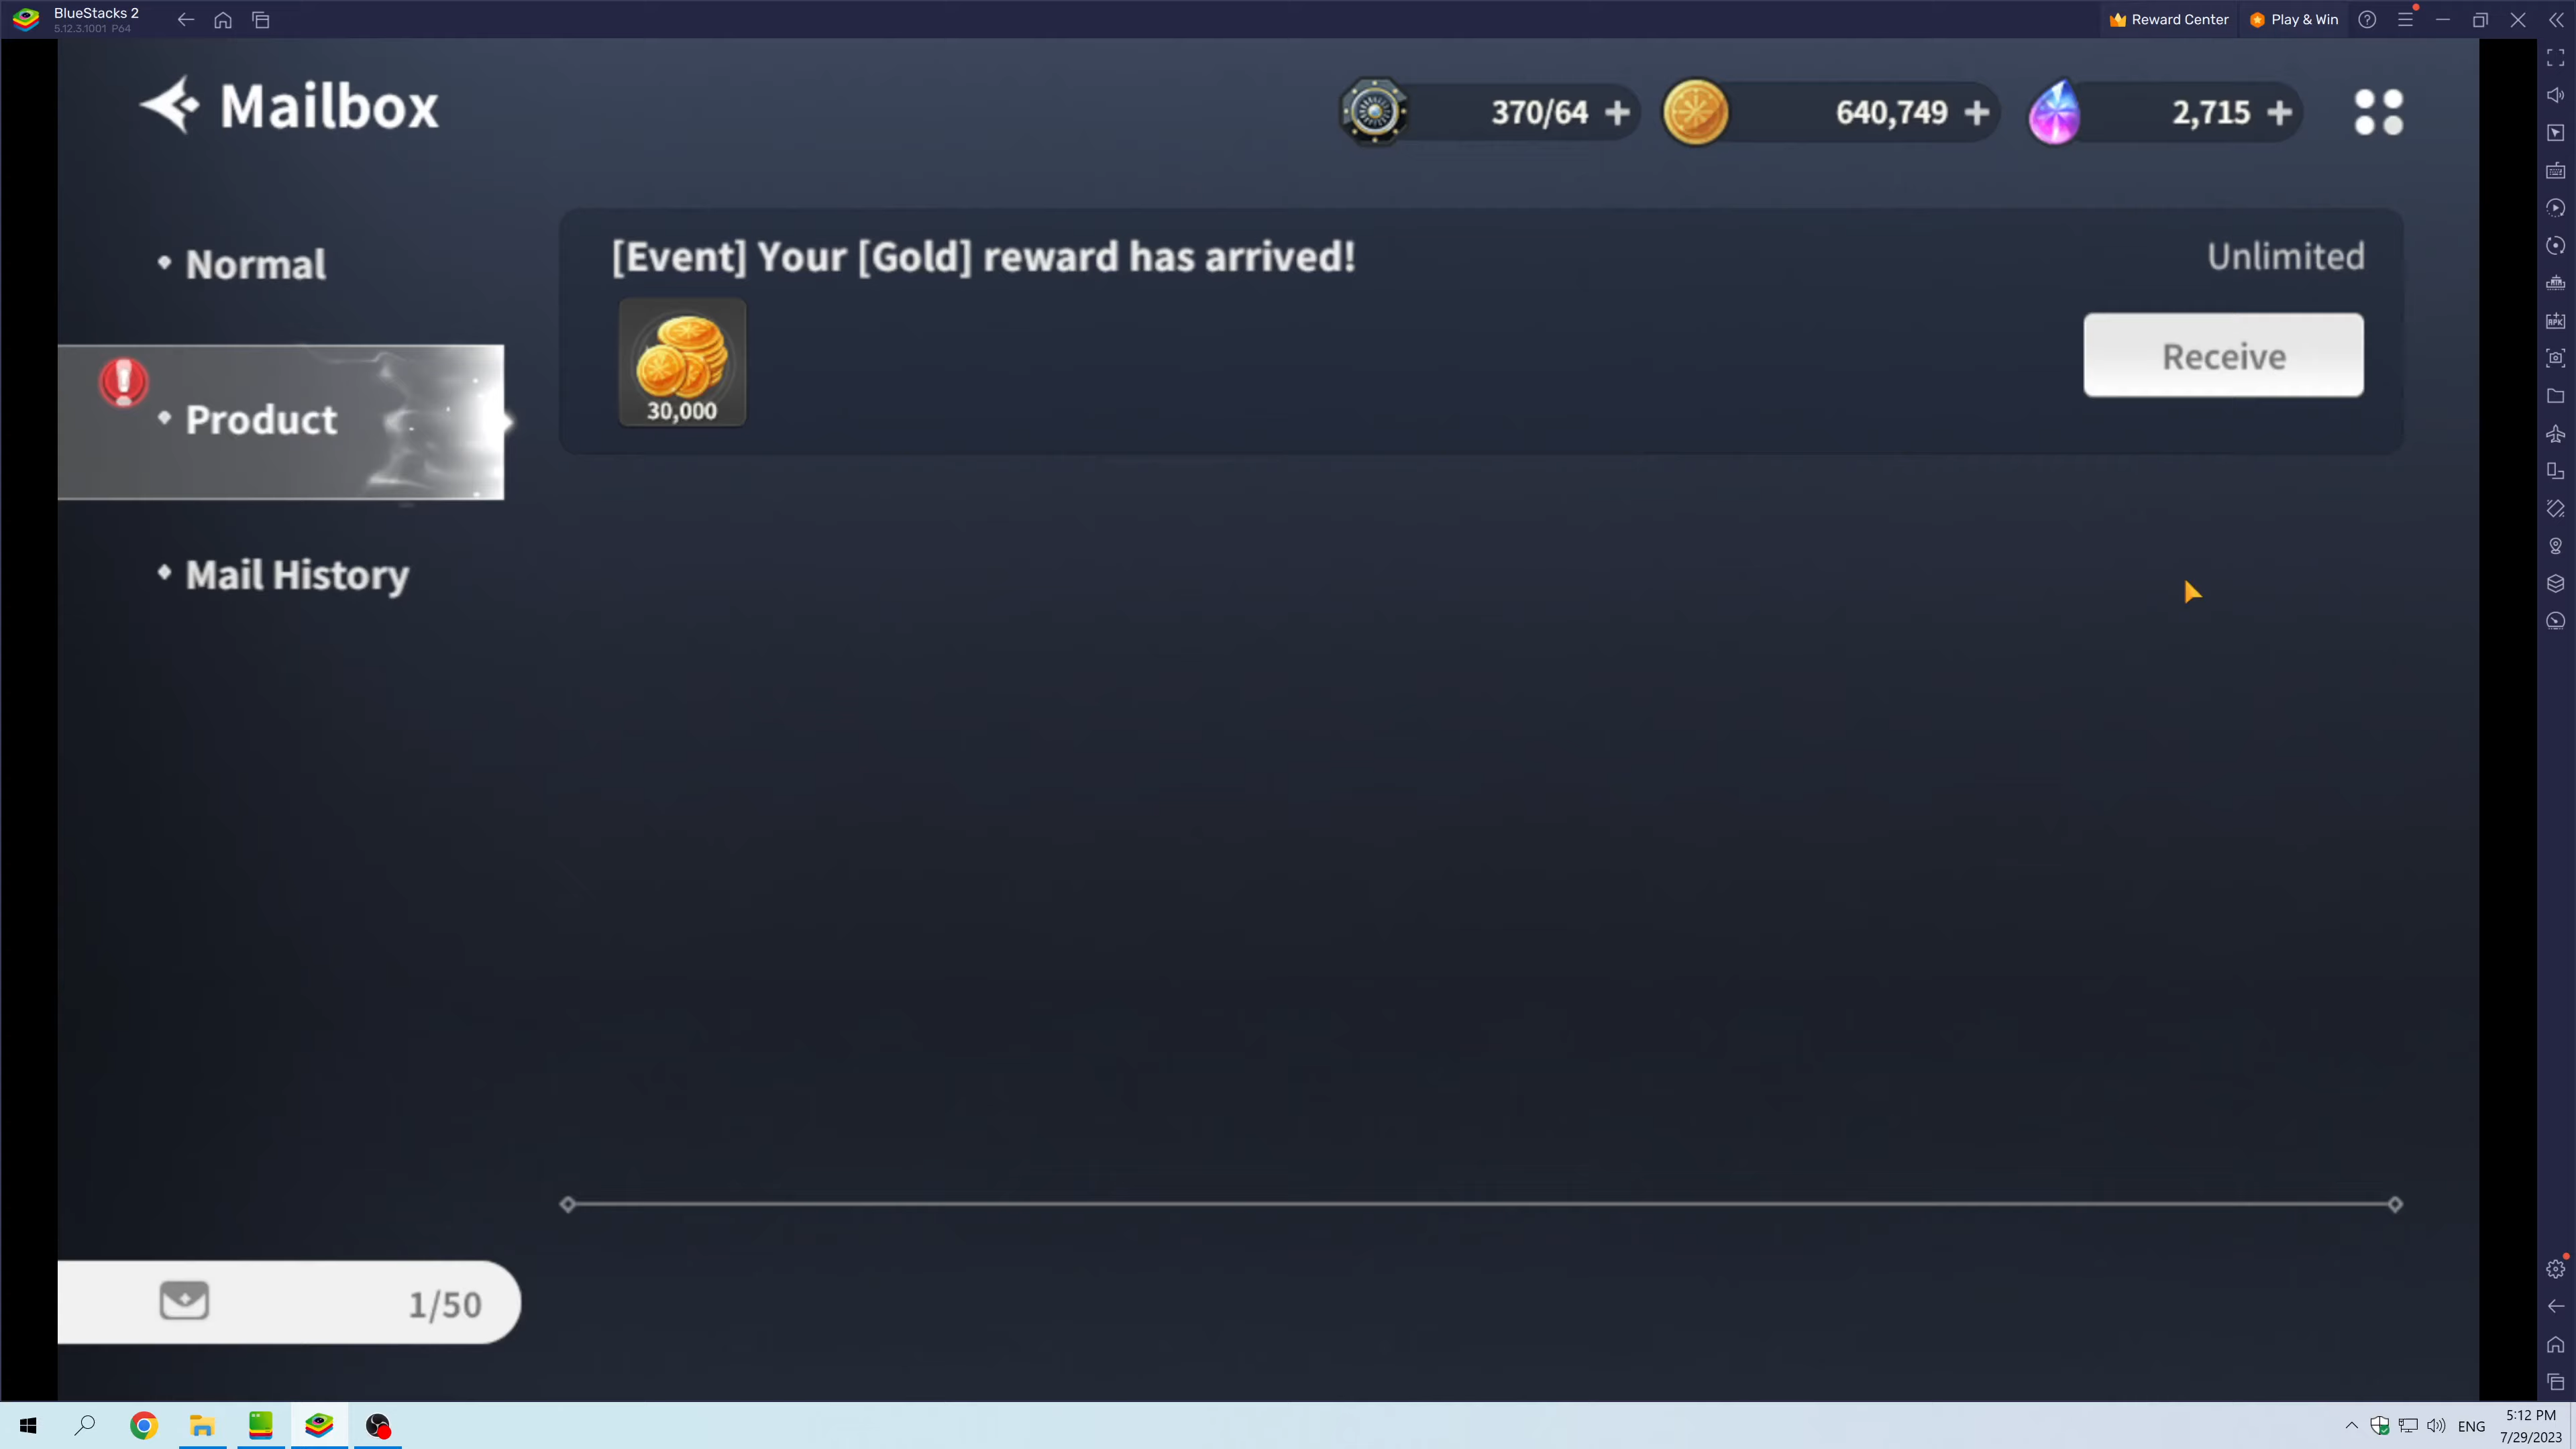 BlueStacks 2
5.12.3.1001 P64
Reward Center
Play & Win
Mailbox
370/64
640,749
2,715
Normal
Product
Mail History
[Event] Your [Gold] reward has arrived!
Unlimited
30,000
Receive
1/50
ENG
5:12 PM
7/29/2023